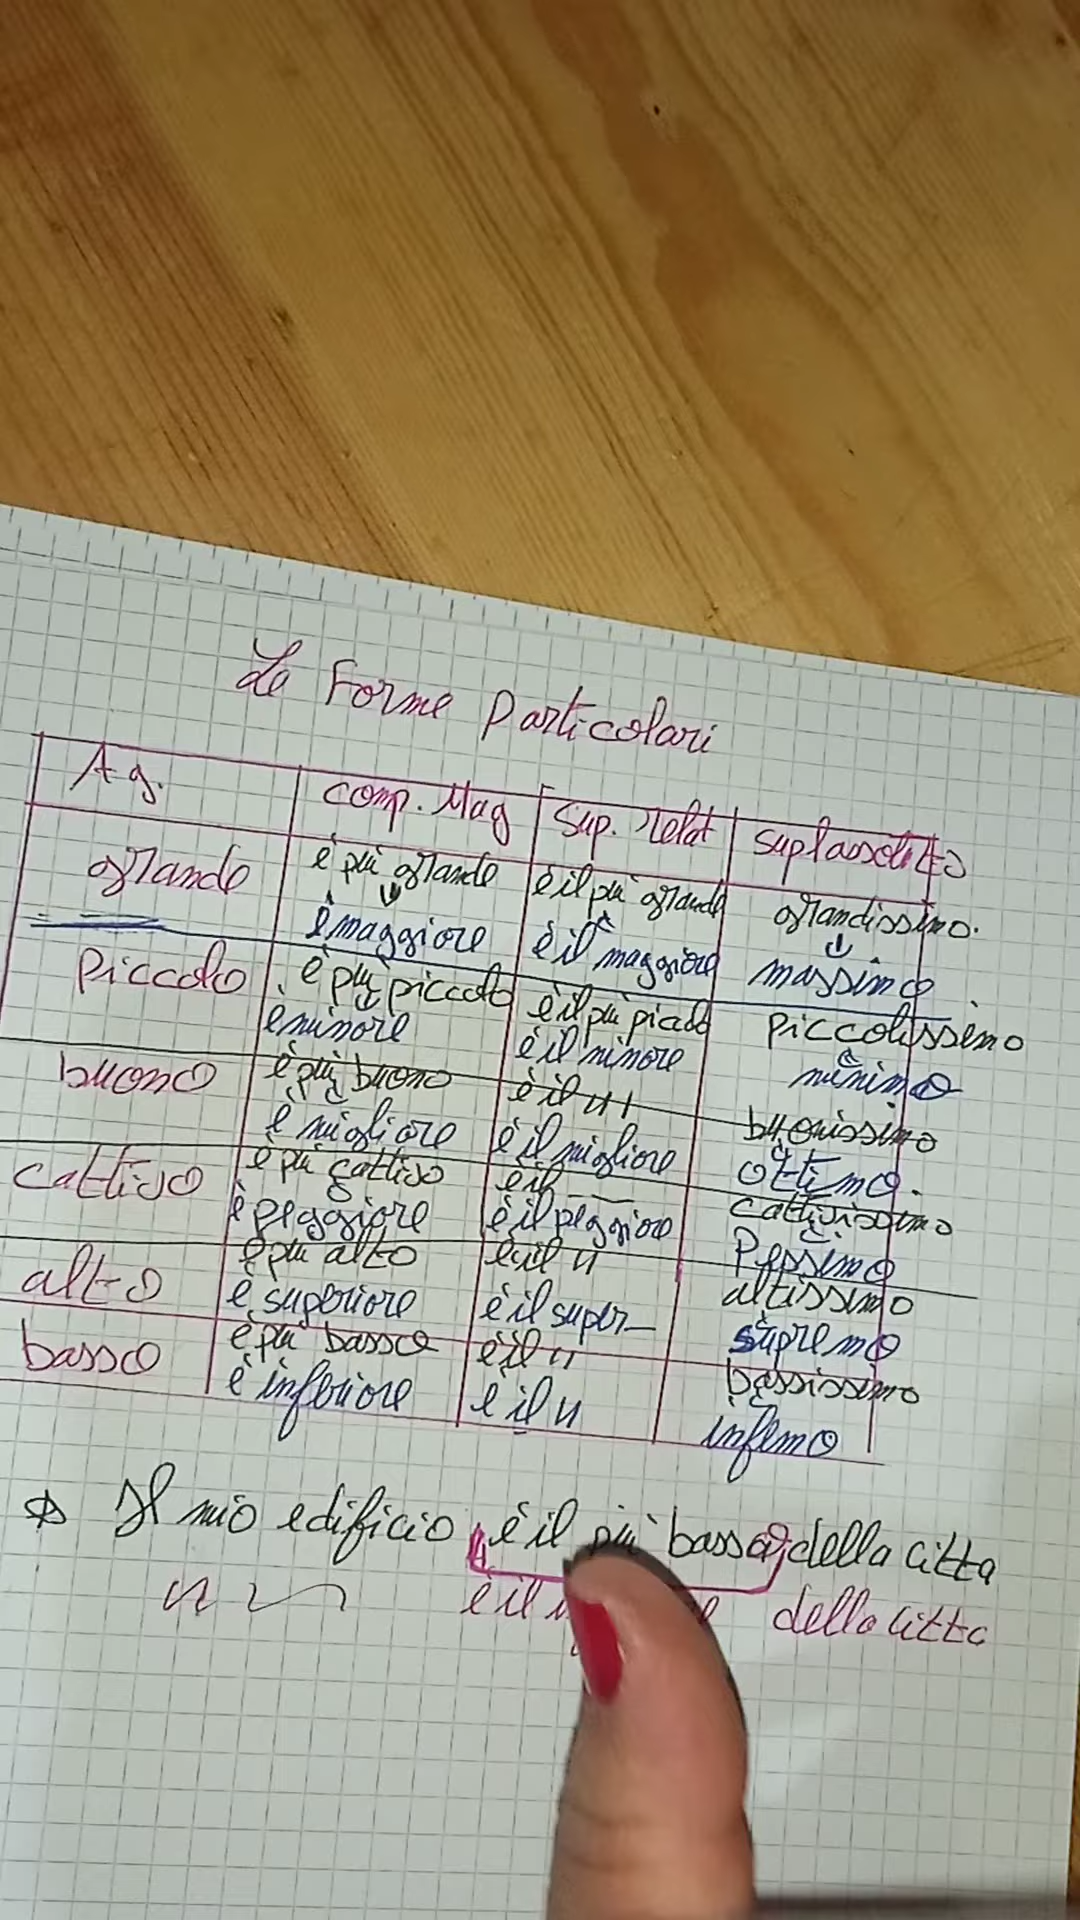 Le Forme Particolari
Ag. comp. Mag Sup. relat sup assoluto
grande è più grande è il più grande grandissimo.
è maggiore è il maggiore massimo
Piccolo è più piccolo è il più piccolo piccolissimo
è minore è il minore minimo
buono è più buono è il " buonissimo
è migliore è il migliore ottimo.
cattivo è più cattivo è il cattivissimo
è peggiore è il peggiore Pessimo
alto è più alto è il " altissimo
è superiore è il super supremo
basso è più basso è il " bassissimo
è inferiore è il " infimo
Il mio edificio è il più basso della citta
è il della citta